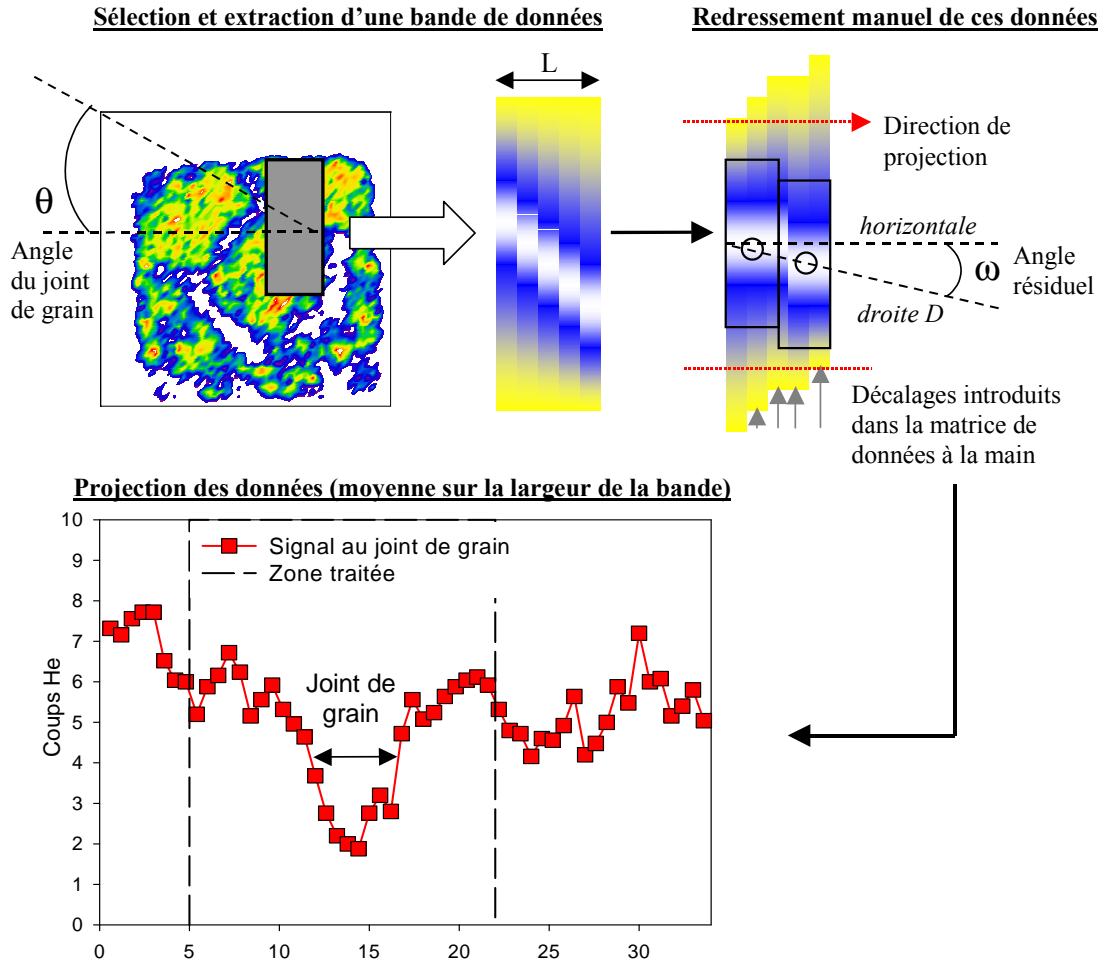 Sélection et extraction d'une bande de données
Redressement manuel de ces données
L
θ
Angle
du joint
de grain
Direction de
projection
horizontale
ω
Angle
résiduel
droite D
Décalages introduits
dans la matrice de
données à la main
Projection des données (moyenne sur la largeur de la bande)
Signal au joint de grain
Zone traitée
Joint de
grain
Coups He
10
9
8
7
6
5
4
3
2
1
0
0 5 10 15 20 25 30